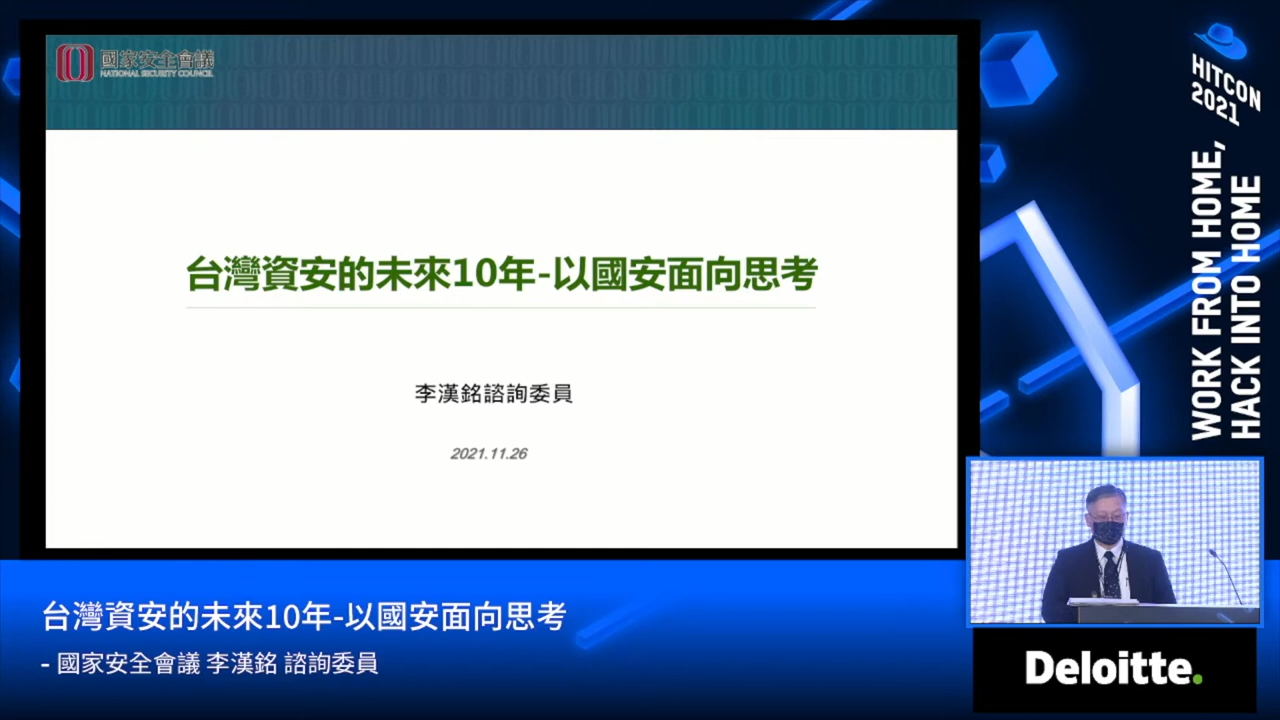 國家安全會議
NATIONAL SECURITY COUNCIL
台灣資安的未來10年-以國安面向思考
李漢銘諮詢委員
2021.11.26
HITCON
2021
WORK FROM HOME,
HACK INTO HOME
台灣資安的未來10年-以國安面向思考
- 國家安全會議 李漢銘 諮詢委員
Deloitte.